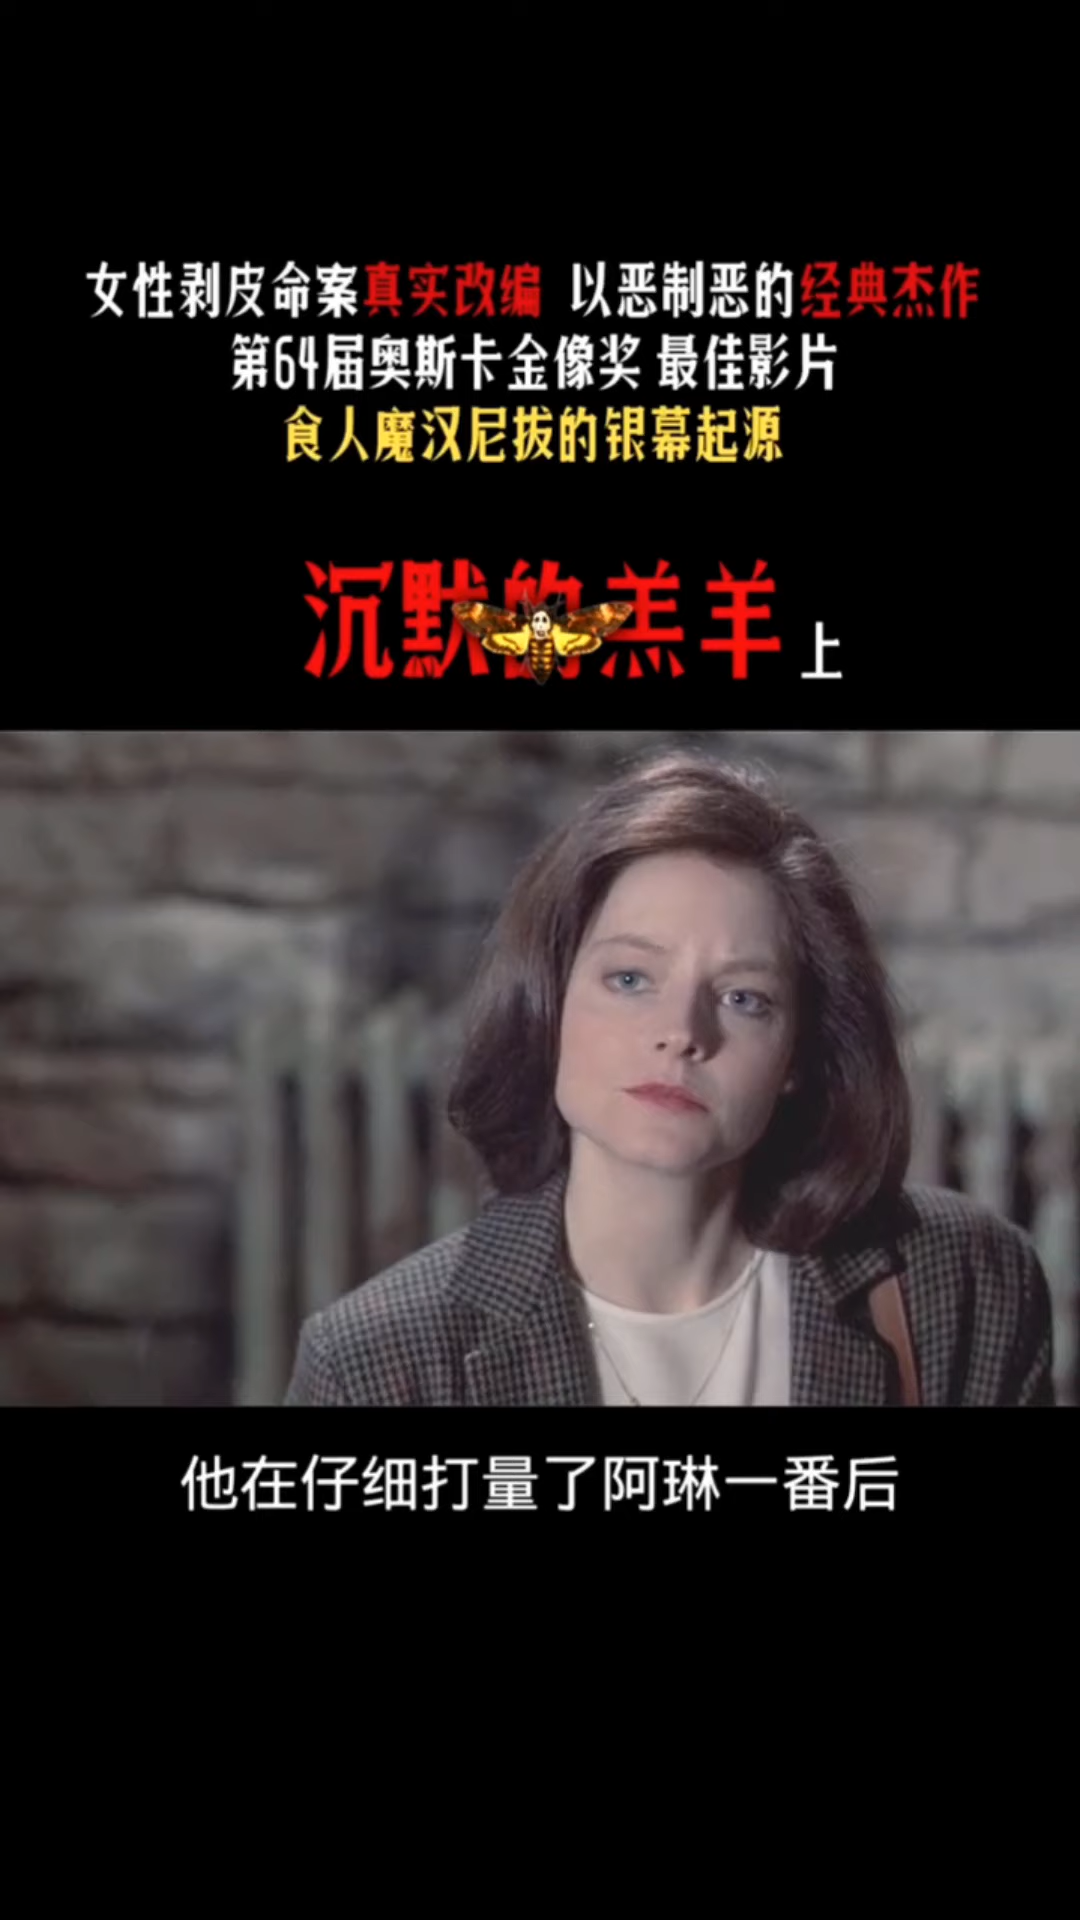 女性剥皮命案真实改编 以恶制恶的经典杰作
第64届奥斯卡金像奖 最佳影片
食人魔汉尼拔的银幕起源
沉默的羔羊 上
他在仔细打量了阿琳一番后